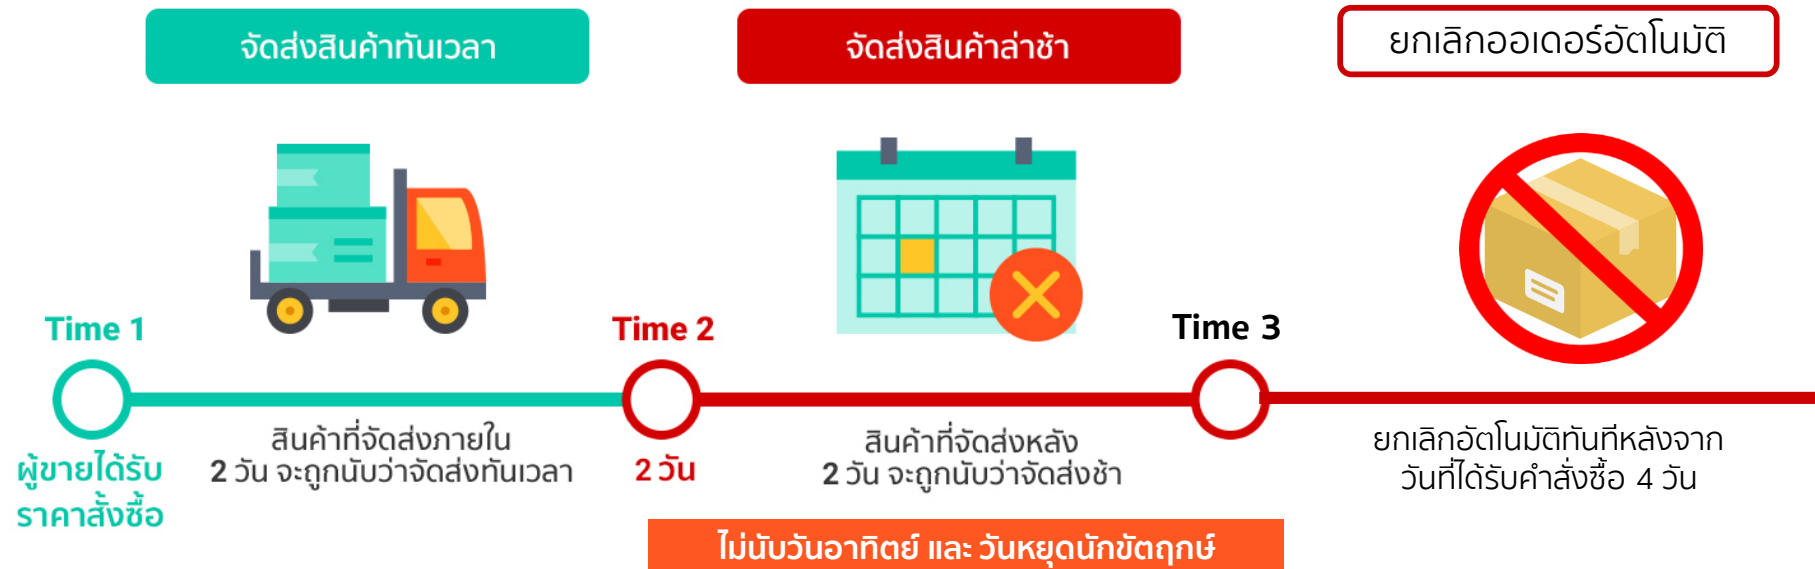 จัดส่งสินค้าทันเวลา
จัดส่งสินค้าล่าช้า
ยกเลิกออเดอร์อัตโนมัติ
Time 1
Time 2
Time 3
ผู้ขายได้รับ
ราคาสั้งซื้อ
สินค้าที่จัดส่งภายใน
2 วัน จะถูกนับว่าจัดส่งทันเวลา
2 วัน
สินค้าที่จัดส่งหลัง
2 วัน จะถูกนับว่าจัดส่งช้า
ยกเลิกอัตโนมัติทันทีหลังจาก
วันที่ได้รับคำสั่งซื้อ 4 วัน
ไม่นับวันอาทิตย์ และ วันหยุดนักขัตฤกษ์